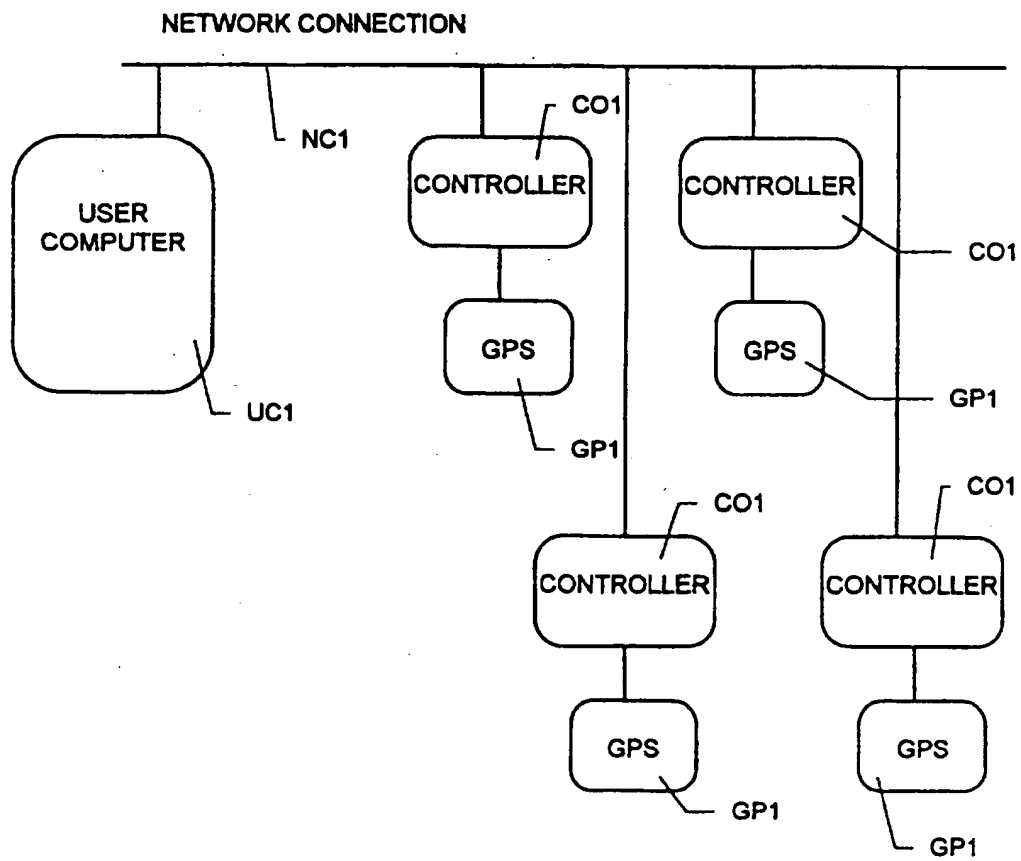 NETWORK CONNECTION
CO1
NC1
CONTROLLER
CONTROLLER
USER
COMPUTER
CO1
GPS
GPS
UC1
GP1
GP1
CO1
CO1
CONTROLLER
CONTROLLER
GPS
GPS
GP1
GP1